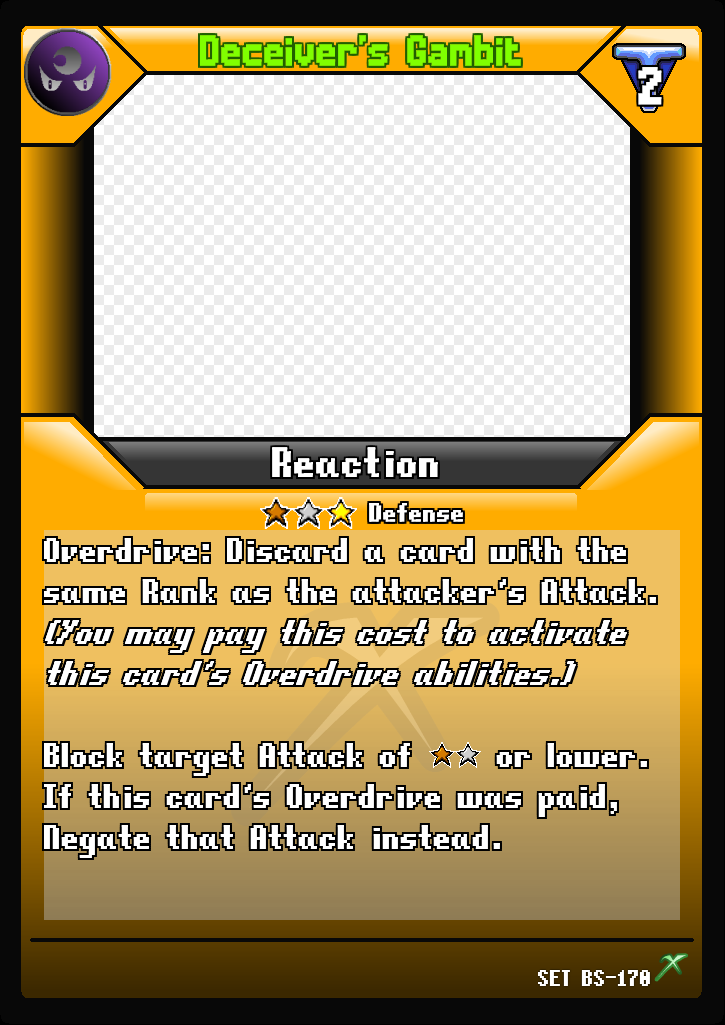 Deceiver's Gambit
2
Reaction
Defense
Overdrive: Discard a card with the
same Rank as the attacker's Attack.
(You may pay this cost to activate
this card's Overdrive abilities.)
Block target Attack of or lower.
If this card's Overdrive was paid,
Negate that Attack instead.
SET BS-170